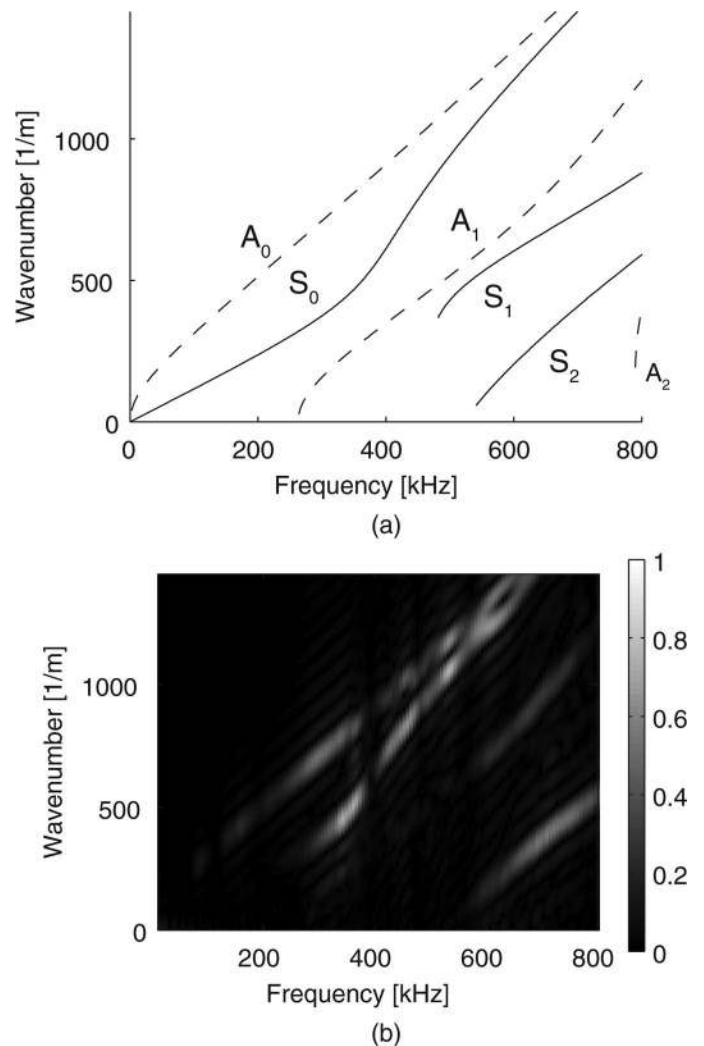 Wavenumber [1/m]
1000
500
0
A0
S0
A1
S1
S2
A2
0 200 400 600 800
Frequency [kHz]
(a)
Wavenumber [1/m]
1000
500
0
200 400 600 800
Frequency [kHz]
1
0.8
0.6
0.4
0.2
0
(b)